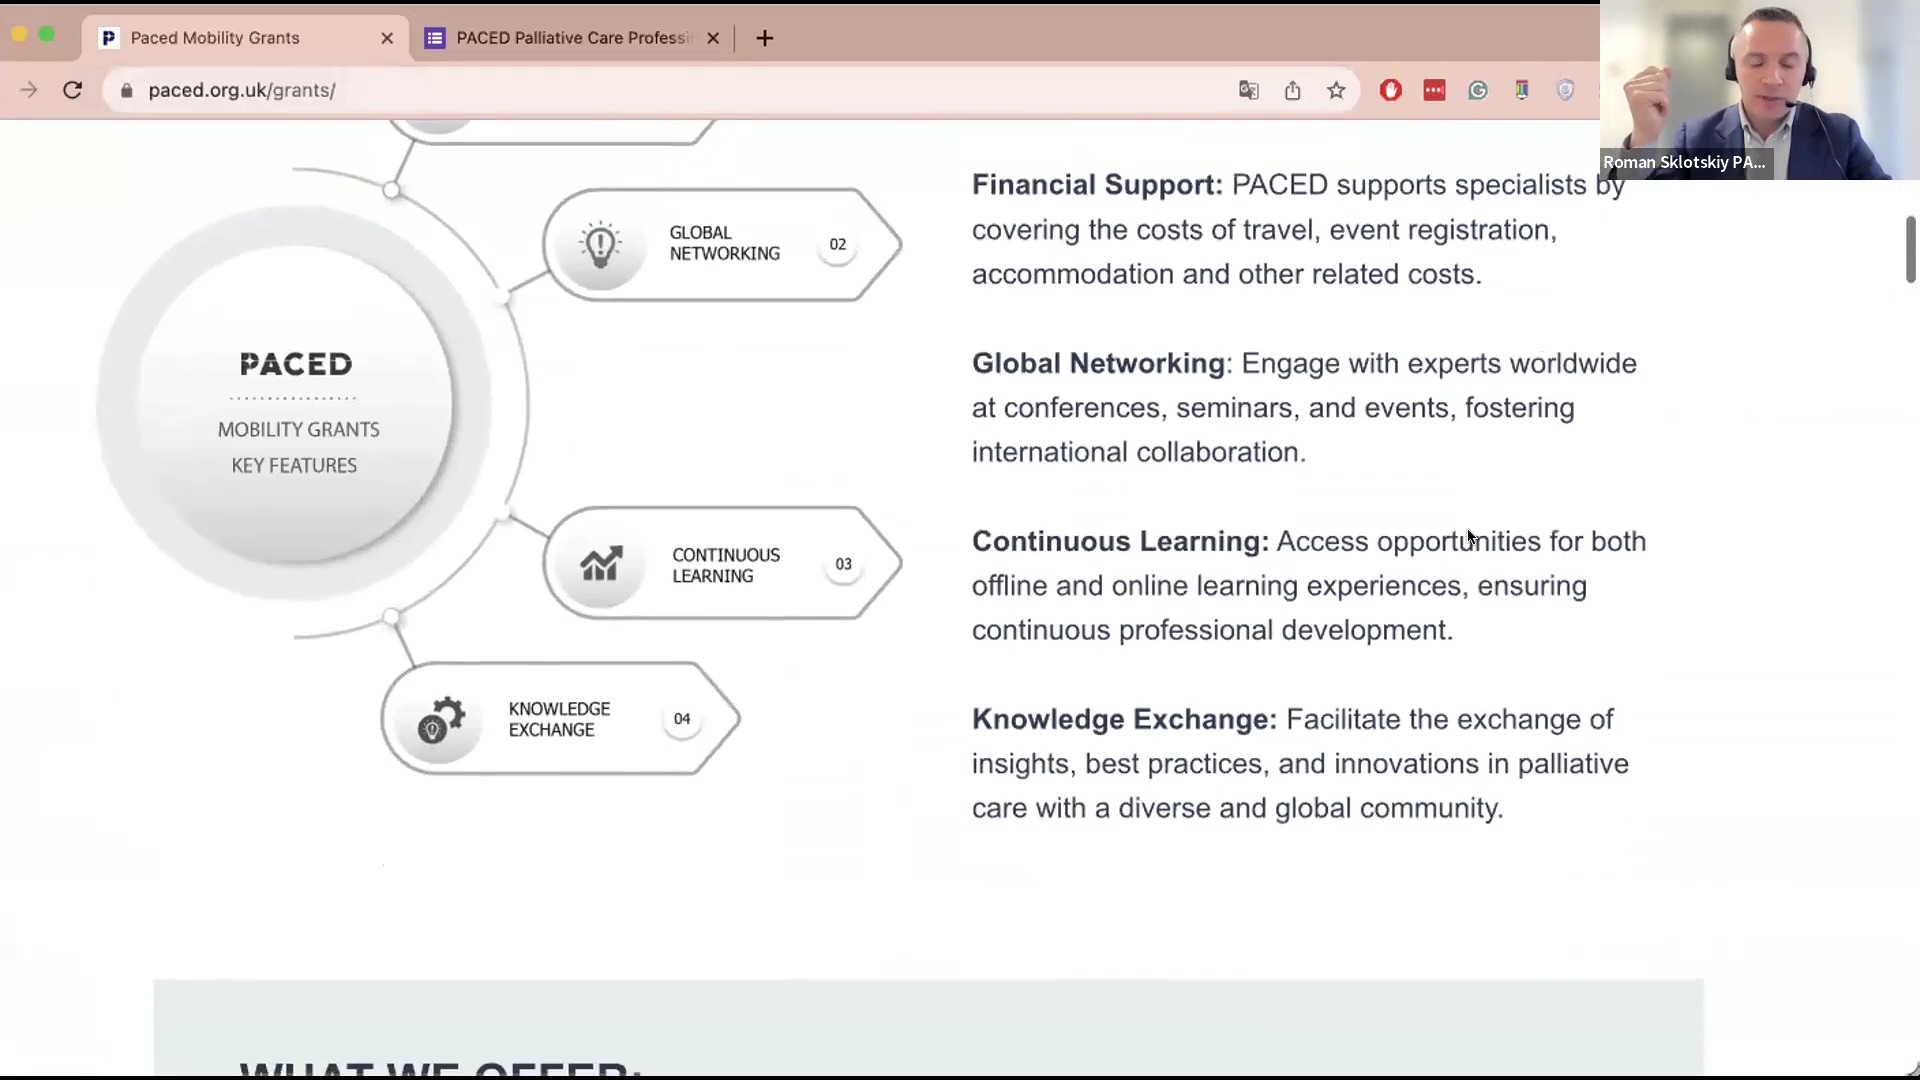 Paced Mobility Grants
PACED Palliative Care Professi
paced.org.uk/grants/
Roman Sklotskiy PA...
GLOBAL
NETWORKING
02
PACED
MOBILITY GRANTS
KEY FEATURES
CONTINUOUS
LEARNING
03
KNOWLEDGE
EXCHANGE
04
Financial Support: PACED supports specialists by
covering the costs of travel, event registration,
accommodation and other related costs.
Global Networking: Engage with experts worldwide
at conferences, seminars, and events, fostering
international collaboration.
Continuous Learning: Access opportunities for both
offline and online learning experiences, ensuring
continuous professional development.
Knowledge Exchange: Facilitate the exchange of
insights, best practices, and innovations in palliative
care with a diverse and global community.
WHAT WE OFFER: